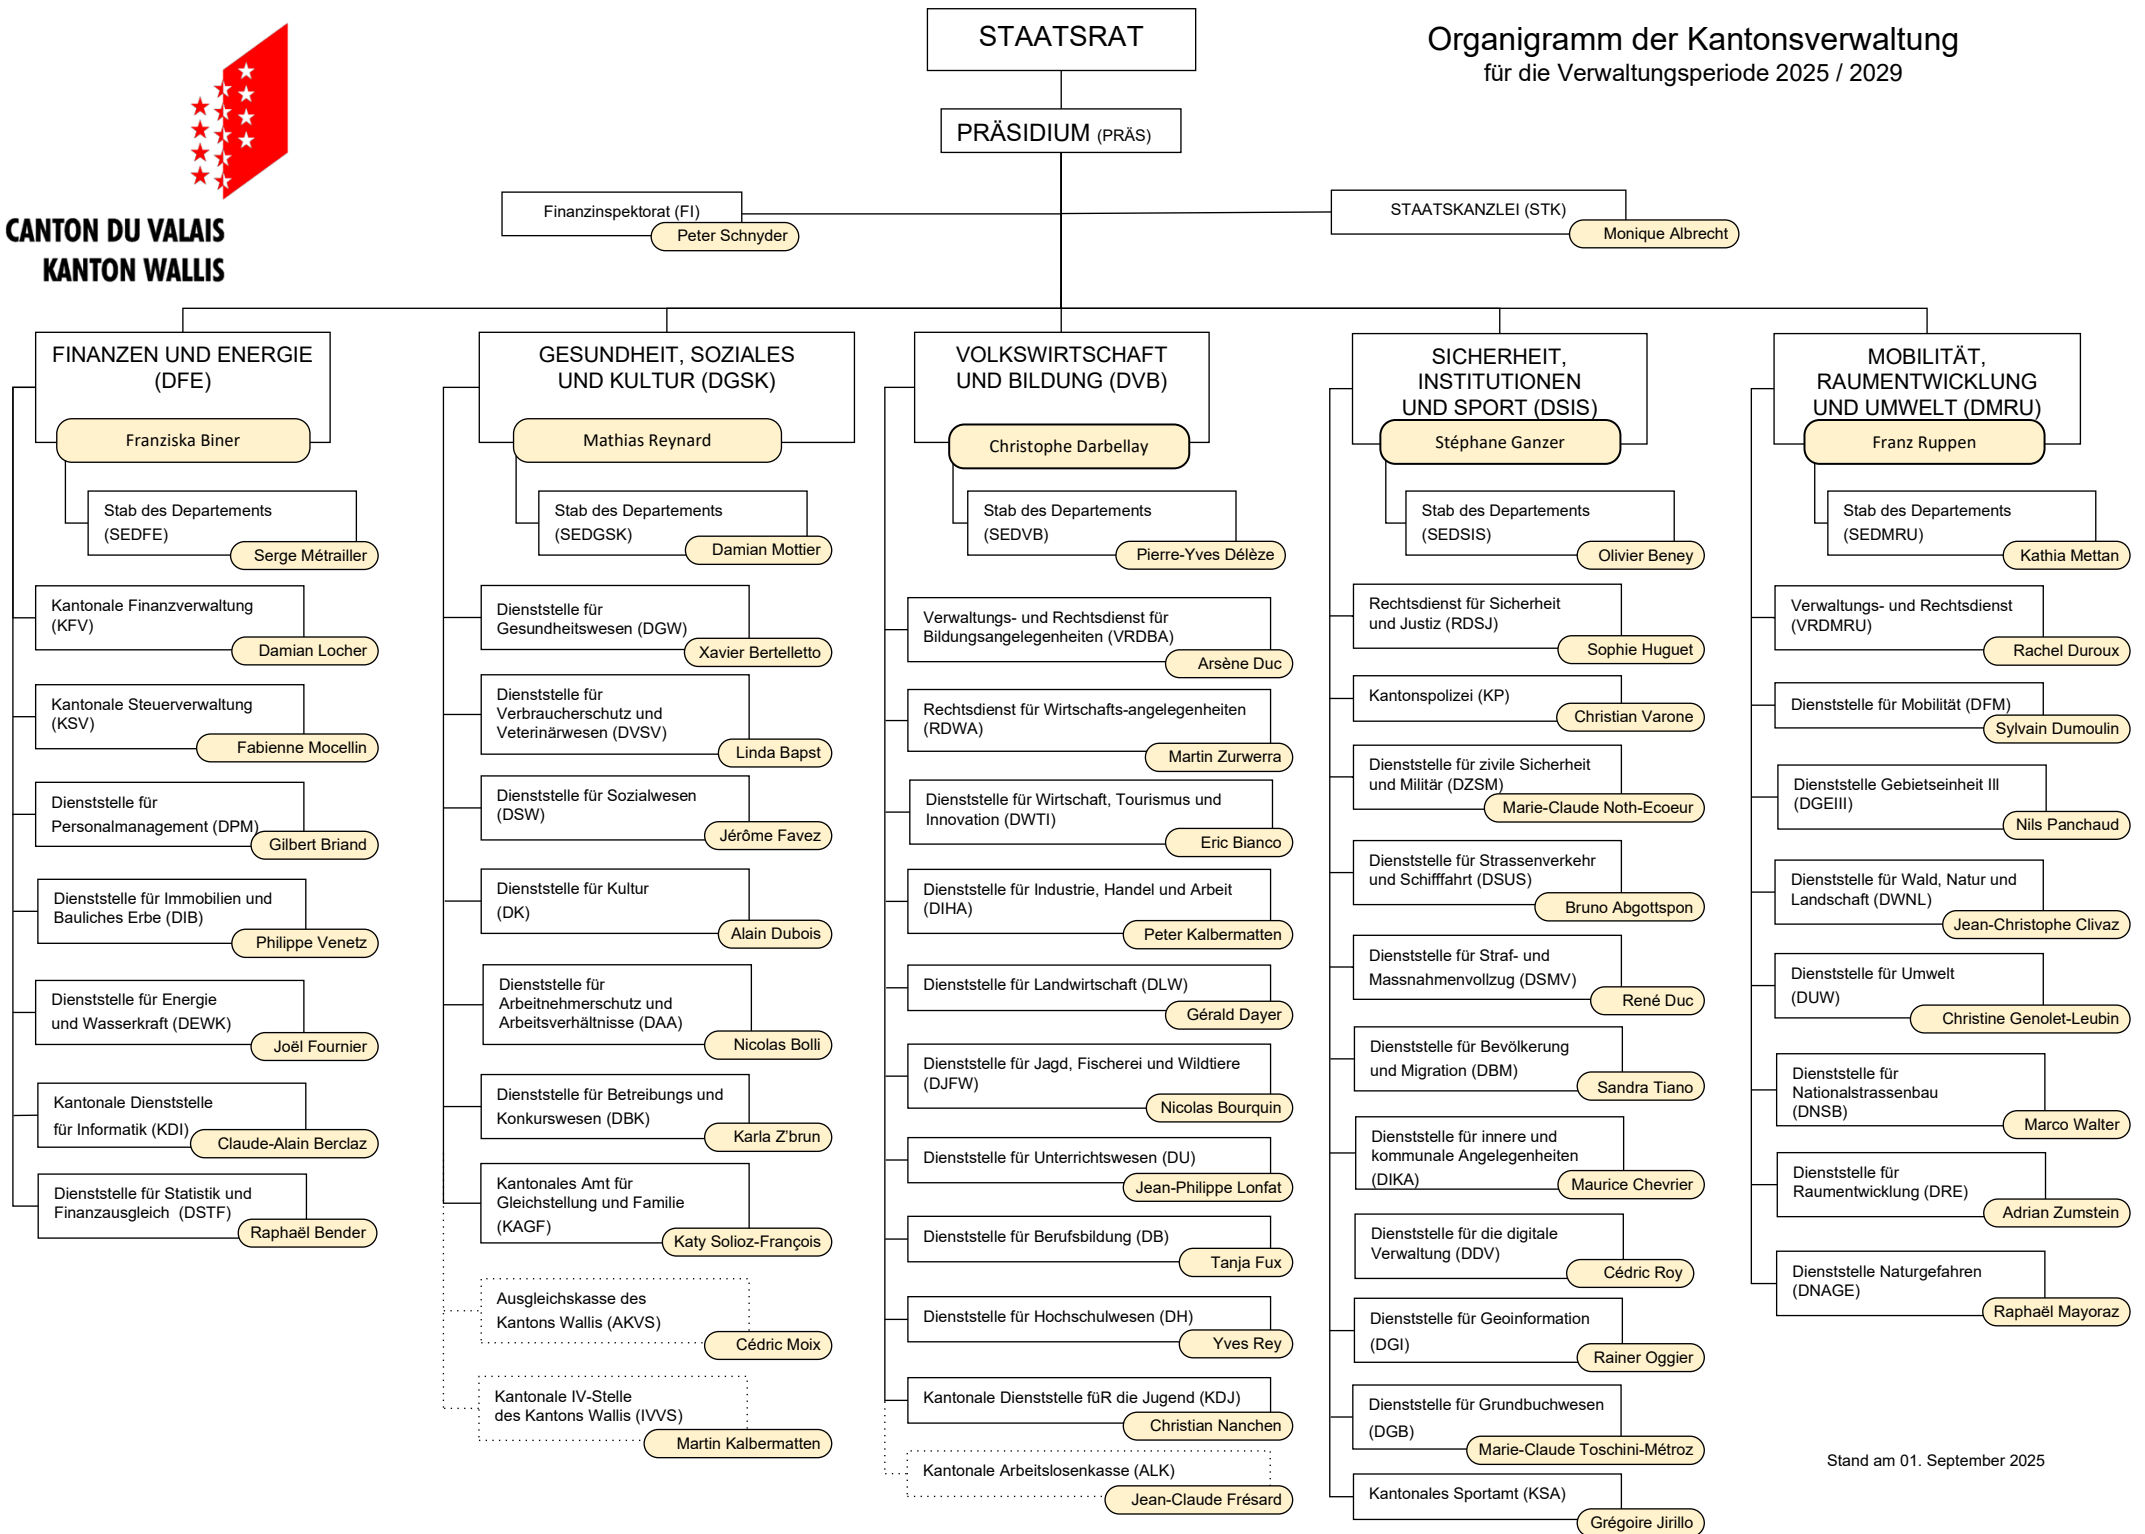 STAATSRAT
Organigramm der Kantonsverwaltung
für die Verwaltungsperiode 2025 / 2029
PRÄSIDIUM (PRÄS)
CANTON DU VALAIS
KANTON WALLIS
Finanzinspektorat (FI)
Peter Schnyder
STAATSKANZLEI (STK)
Monique Albrecht
FINANZEN UND ENERGIE
(DFE)
Franziska Biner
Stab des Departements
(SEDFE)
Serge Métrailler
Kantonale Finanzverwaltung
(KFV)
Damian Locher
Kantonale Steuerverwaltung
(KSV)
Fabienne Mocellin
Dienststelle für
Personalmanagement (DPM)
Gilbert Briand
Dienststelle für Immobilien und
Bauliches Erbe (DIB)
Philippe Venetz
Dienststelle für Energie
und Wasserkraft (DEWK)
Joël Fournier
Kantonale Dienststelle
für Informatik (KDI)
Claude-Alain Berclaz
Dienststelle für Statistik und
Finanzausgleich (DSTF)
Raphaël Bender
GESUNDHEIT, SOZIALES
UND KULTUR (DGSK)
Mathias Reynard
Stab des Departements
(SEDGSK)
Damian Mottier
Dienststelle für
Gesundheitswesen (DGW)
Xavier Bertelletto
Dienststelle für
Verbraucherschutz und
Veterinärwesen (DVSV)
Linda Bapst
Dienststelle für Sozialwesen
(DSW)
Jérôme Favez
Dienststelle für Kultur
(DK)
Alain Dubois
Dienststelle für
Arbeitnehmerschutz und
Arbeitsverhältnisse (DAA)
Nicolas Bolli
Dienststelle für Betreibungs und
Konkurswesen (DBK)
Karla Z'brun
Kantonales Amt für
Gleichstellung und Familie
(KAGF)
Katy Solioz-François
Ausgleichskasse des
Kantons Wallis (AKVS)
Cédric Moix
Kantonale IV-Stelle
des Kantons Wallis (IVVS)
Martin Kalbermatten
VOLKSWIRTSCHAFT
UND BILDUNG (DVB)
Christophe Darbellay
Stab des Departements
(SEDVB)
Pierre-Yves Délèze
Verwaltungs- und Rechtsdienst für
Bildungsangelegenheiten (VRDBA)
Arsène Duc
Rechtsdienst für Wirtschafts-angelegenheiten
(RDWA)
Martin Zurwerra
Dienststelle für Wirtschaft, Tourismus und
Innovation (DWTI)
Eric Bianco
Dienststelle für Industrie, Handel und Arbeit
(DIHA)
Peter Kalbermatten
Dienststelle für Landwirtschaft (DLW)
Gérald Dayer
Dienststelle für Jagd, Fischerei und Wildtiere
(DJFW)
Nicolas Bourquin
Dienststelle für Unterrichtswesen (DU)
Jean-Philippe Lonfat
Dienststelle für Berufsbildung (DB)
Tanja Fux
Dienststelle für Hochschulwesen (DH)
Yves Rey
Kantonale Dienststelle füR die Jugend (KDJ)
Christian Nanchen
Kantonale Arbeitslosenkasse (ALK)
Jean-Claude Frésard
SICHERHEIT,
INSTITUTIONEN
UND SPORT (DSIS)
Stéphane Ganzer
Stab des Departements
(SEDSIS)
Olivier Beney
Rechtsdienst für Sicherheit
und Justiz (RDSJ)
Sophie Huguet
Kantonspolizei (KP)
Christian Varone
Dienststelle für zivile Sicherheit
und Militär (DZSM)
Marie-Claude Noth-Ecoeur
Dienststelle für Strassenverkehr
und Schifffahrt (DSUS)
Bruno Abgottspon
Dienststelle für Straf- und
Massnahmenvollzug (DSMV)
René Duc
Dienststelle für Bevölkerung
und Migration (DBM)
Sandra Tiano
Dienststelle für innere und
kommunale Angelegenheiten
(DIKA)
Maurice Chevrier
Dienststelle für die digitale
Verwaltung (DDV)
Cédric Roy
Dienststelle für Geoinformation
(DGI)
Rainer Oggier
Dienststelle für Grundbuchwesen
(DGB)
Marie-Claude Toschini-Métroz
Kantonales Sportamt (KSA)
Grégoire Jirillo
MOBILITÄT,
RAUMENTWICKLUNG
UND UMWELT (DMRU)
Franz Ruppen
Stab des Departements
(SEDMRU)
Kathia Mettan
Verwaltungs- und Rechtsdienst
(VRDMRU)
Rachel Duroux
Dienststelle für Mobilität (DFM)
Sylvain Dumoulin
Dienststelle Gebietseinheit III
(DGEIII)
Nils Panchaud
Dienststelle für Wald, Natur und
Landschaft (DWNL)
Jean-Christophe Clivaz
Dienststelle für Umwelt
(DUW)
Christine Genolet-Leubin
Dienststelle für
Nationalstrassenbau
(DNSB)
Marco Walter
Dienststelle für
Raumentwicklung (DRE)
Adrian Zumstein
Dienststelle Naturgefahren
(DNAGE)
Raphaël Mayoraz
Stand am 01. September 2025